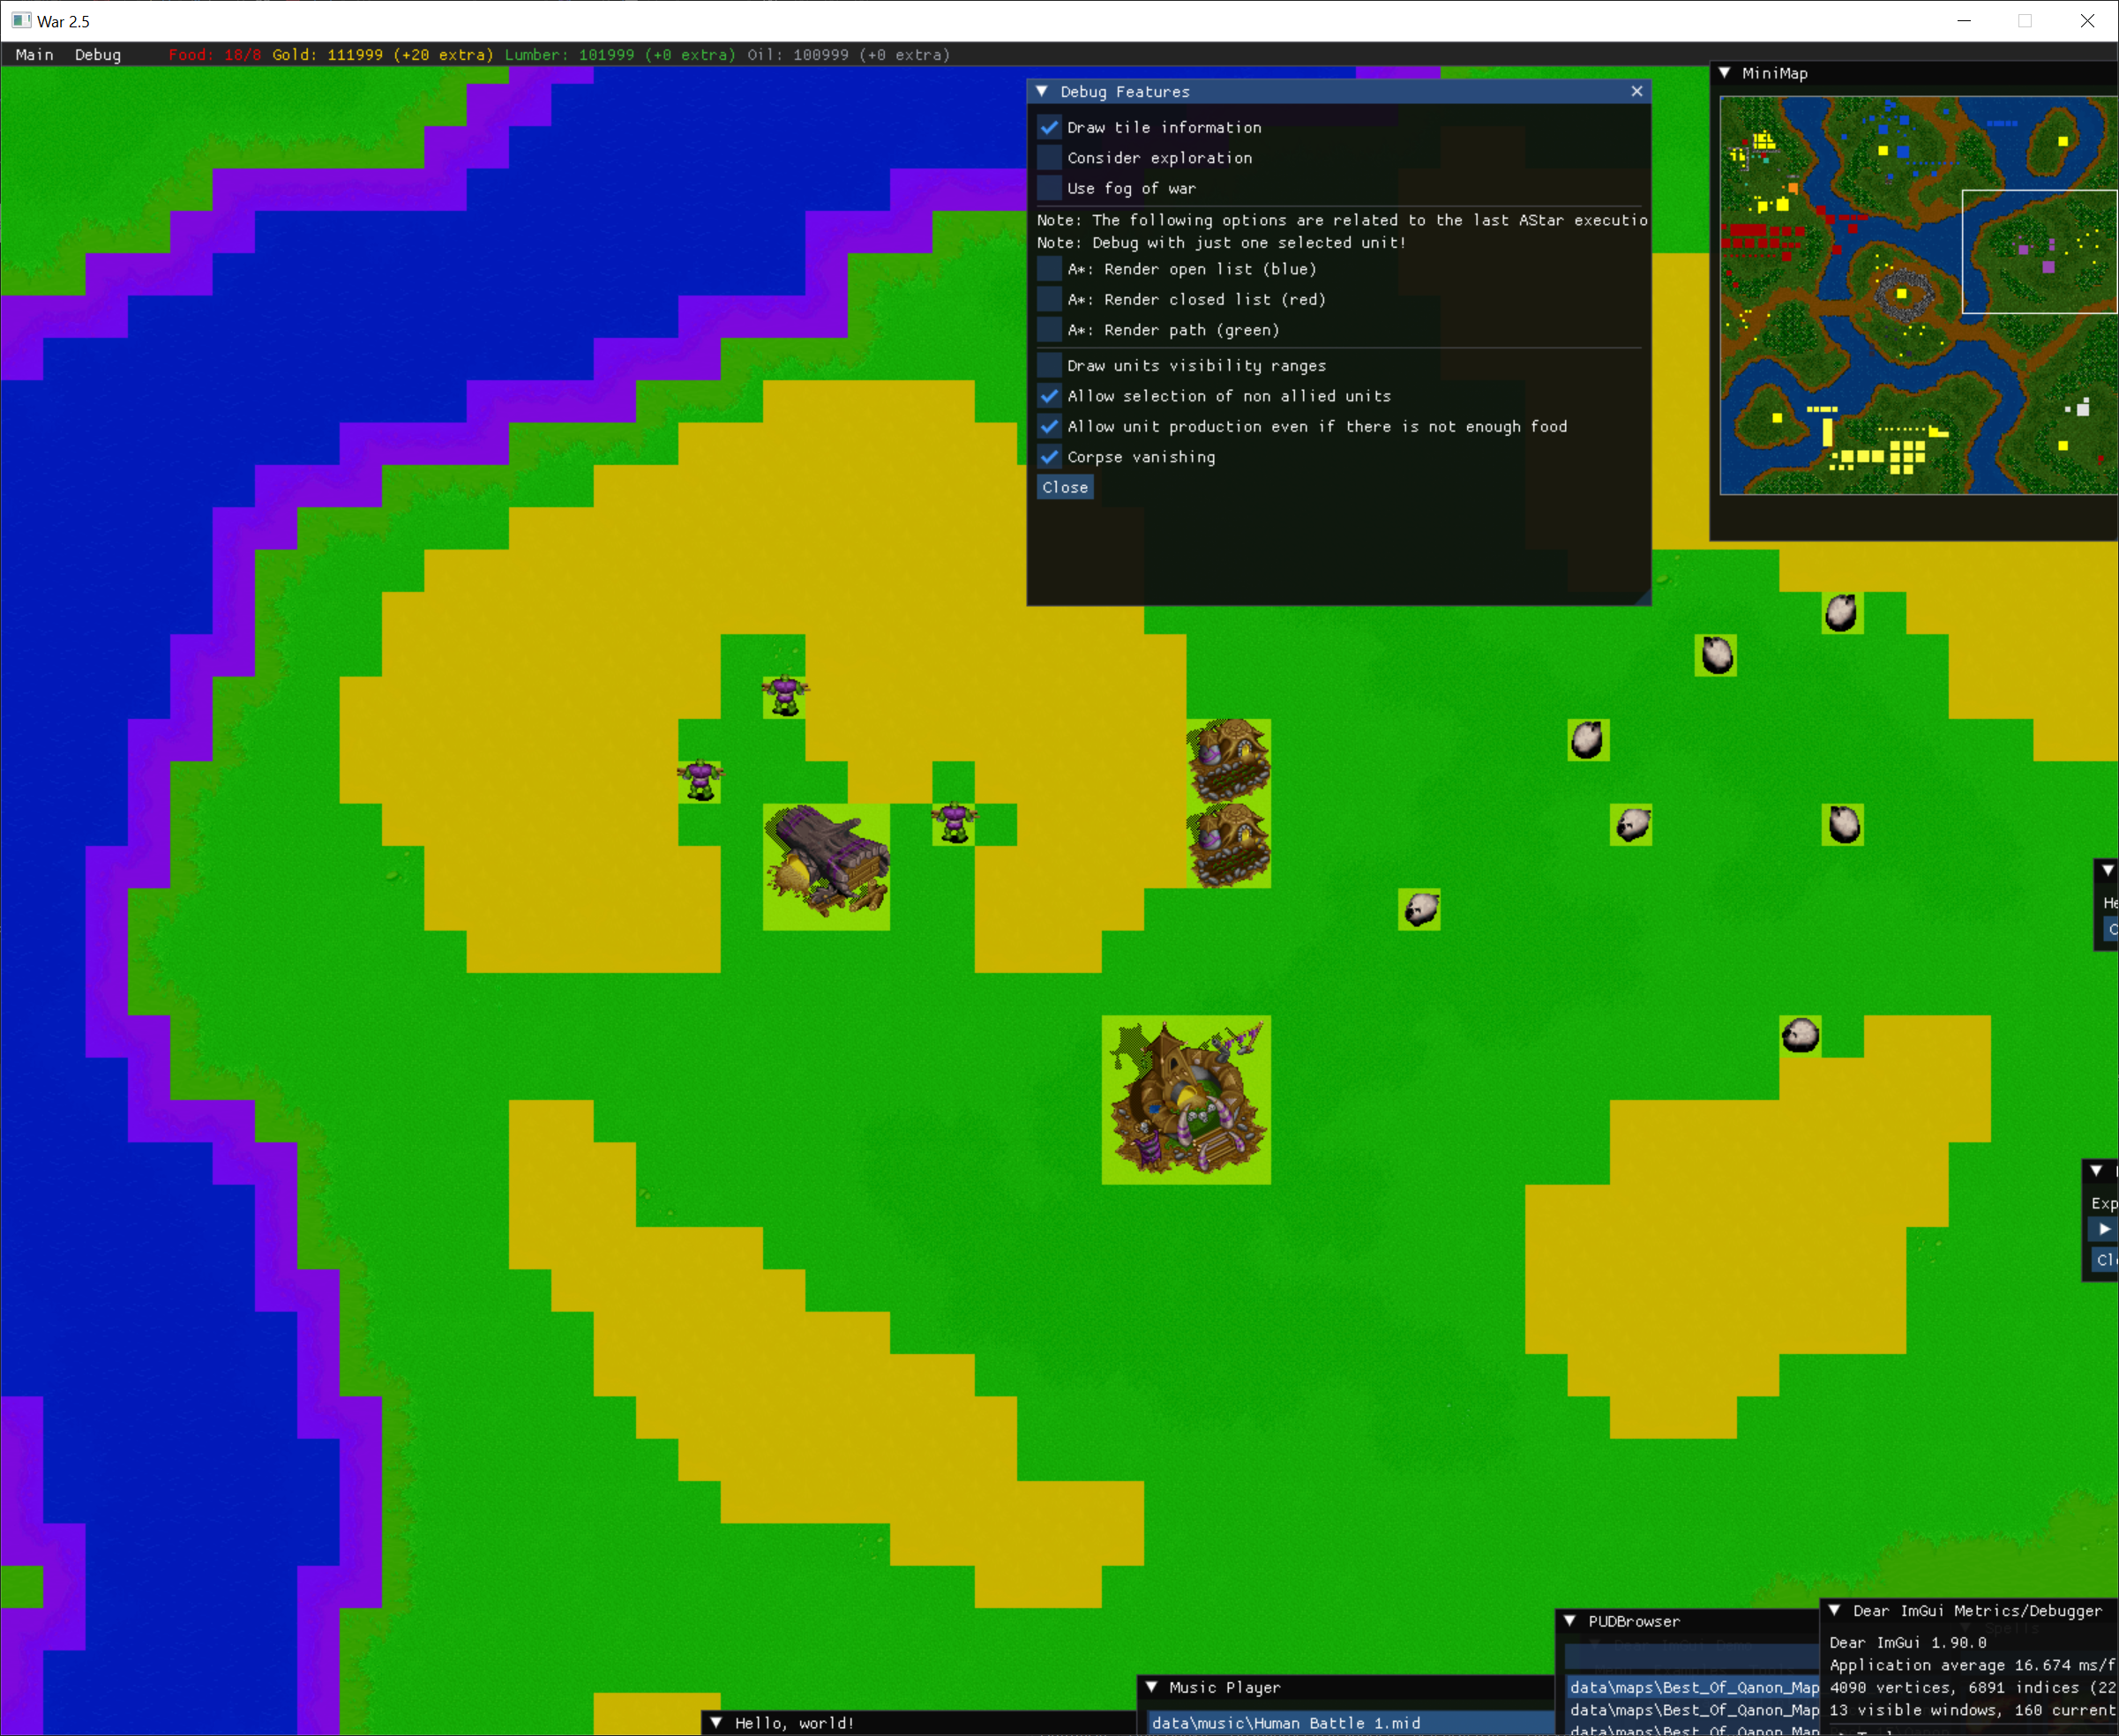 War 2.5
Main Debug Food: 18/8 Gold: 111999 (+20 extra) Lumber: 101999 (+0 extra) Oil: 100999 (+0 extra)
MiniMap
Debug Features
Draw tile information
Consider exploration
Use fog of war
Note: The following options are related to the last AStar executio
Note: Debug with just one selected unit!
A*: Render open list (blue)
A*: Render closed list (red)
A*: Render path (green)
Draw units visibility ranges
Allow selection of non allied units
Allow unit production even if there is not enough food
Corpse vanishing
Close
He
Exp
PUDBrowser
data\maps\Best_Of_Qanon_Map
data\maps\Best_Of_Qanon_Map
data\maps\Best_Of_Qanon_Map
Dear ImGui Metrics/Debugger
Dear ImGui 1.90.0
Application average 16.674 ms/f
4090 vertices, 6891 indices (22
13 visible windows, 160 current
Music Player
data\music\Human Battle 1.mid
Hello, world!